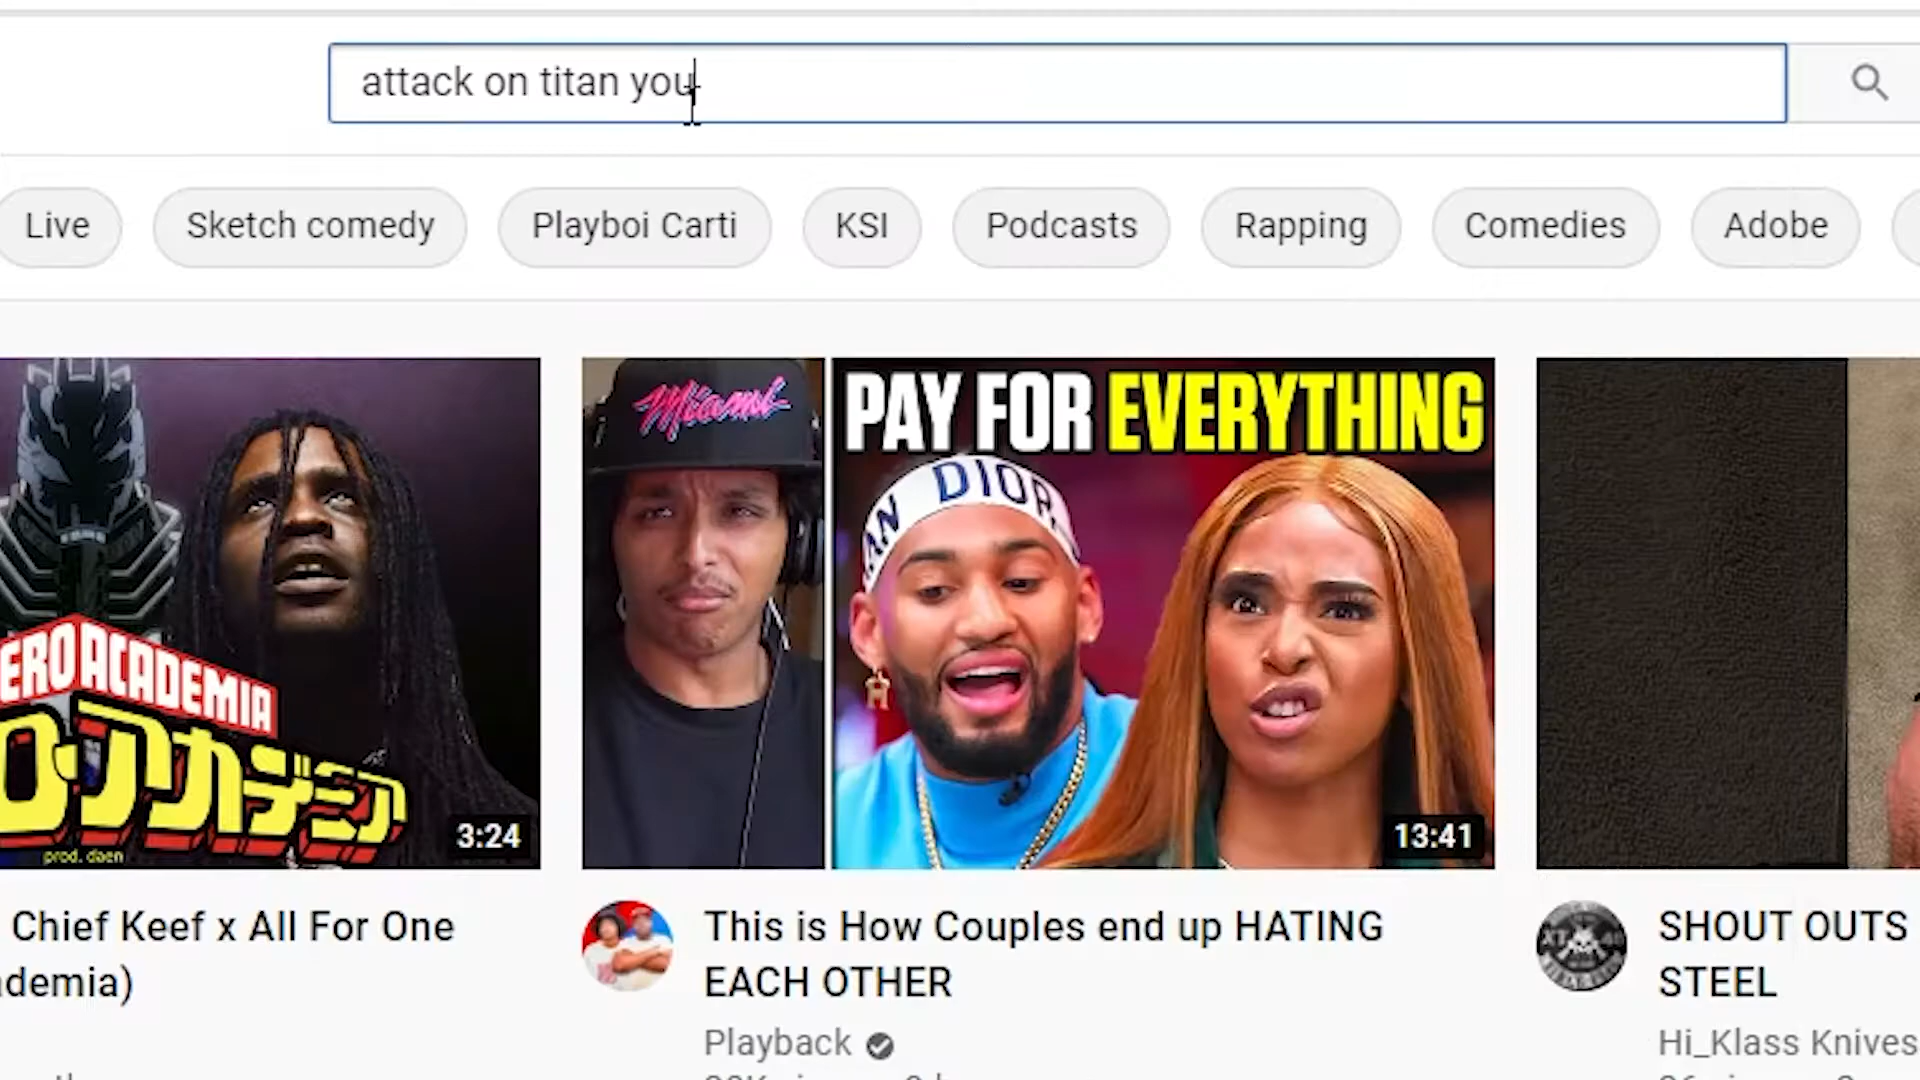 attack on titan you
Live
Sketch comedy
Playboi Carti
KSI
Podcasts
Rapping
Comedies
Adobe
ERO ACADEMIA
prod. daen
3:24
Miami
PAY FOR EVERYTHING
AN DIOR
13:41
Chief Keef x All For One
ademia)
This is How Couples end up HATING
EACH OTHER
Playback
SHOUT OUTS
STEEL
Hi_Klass Knives